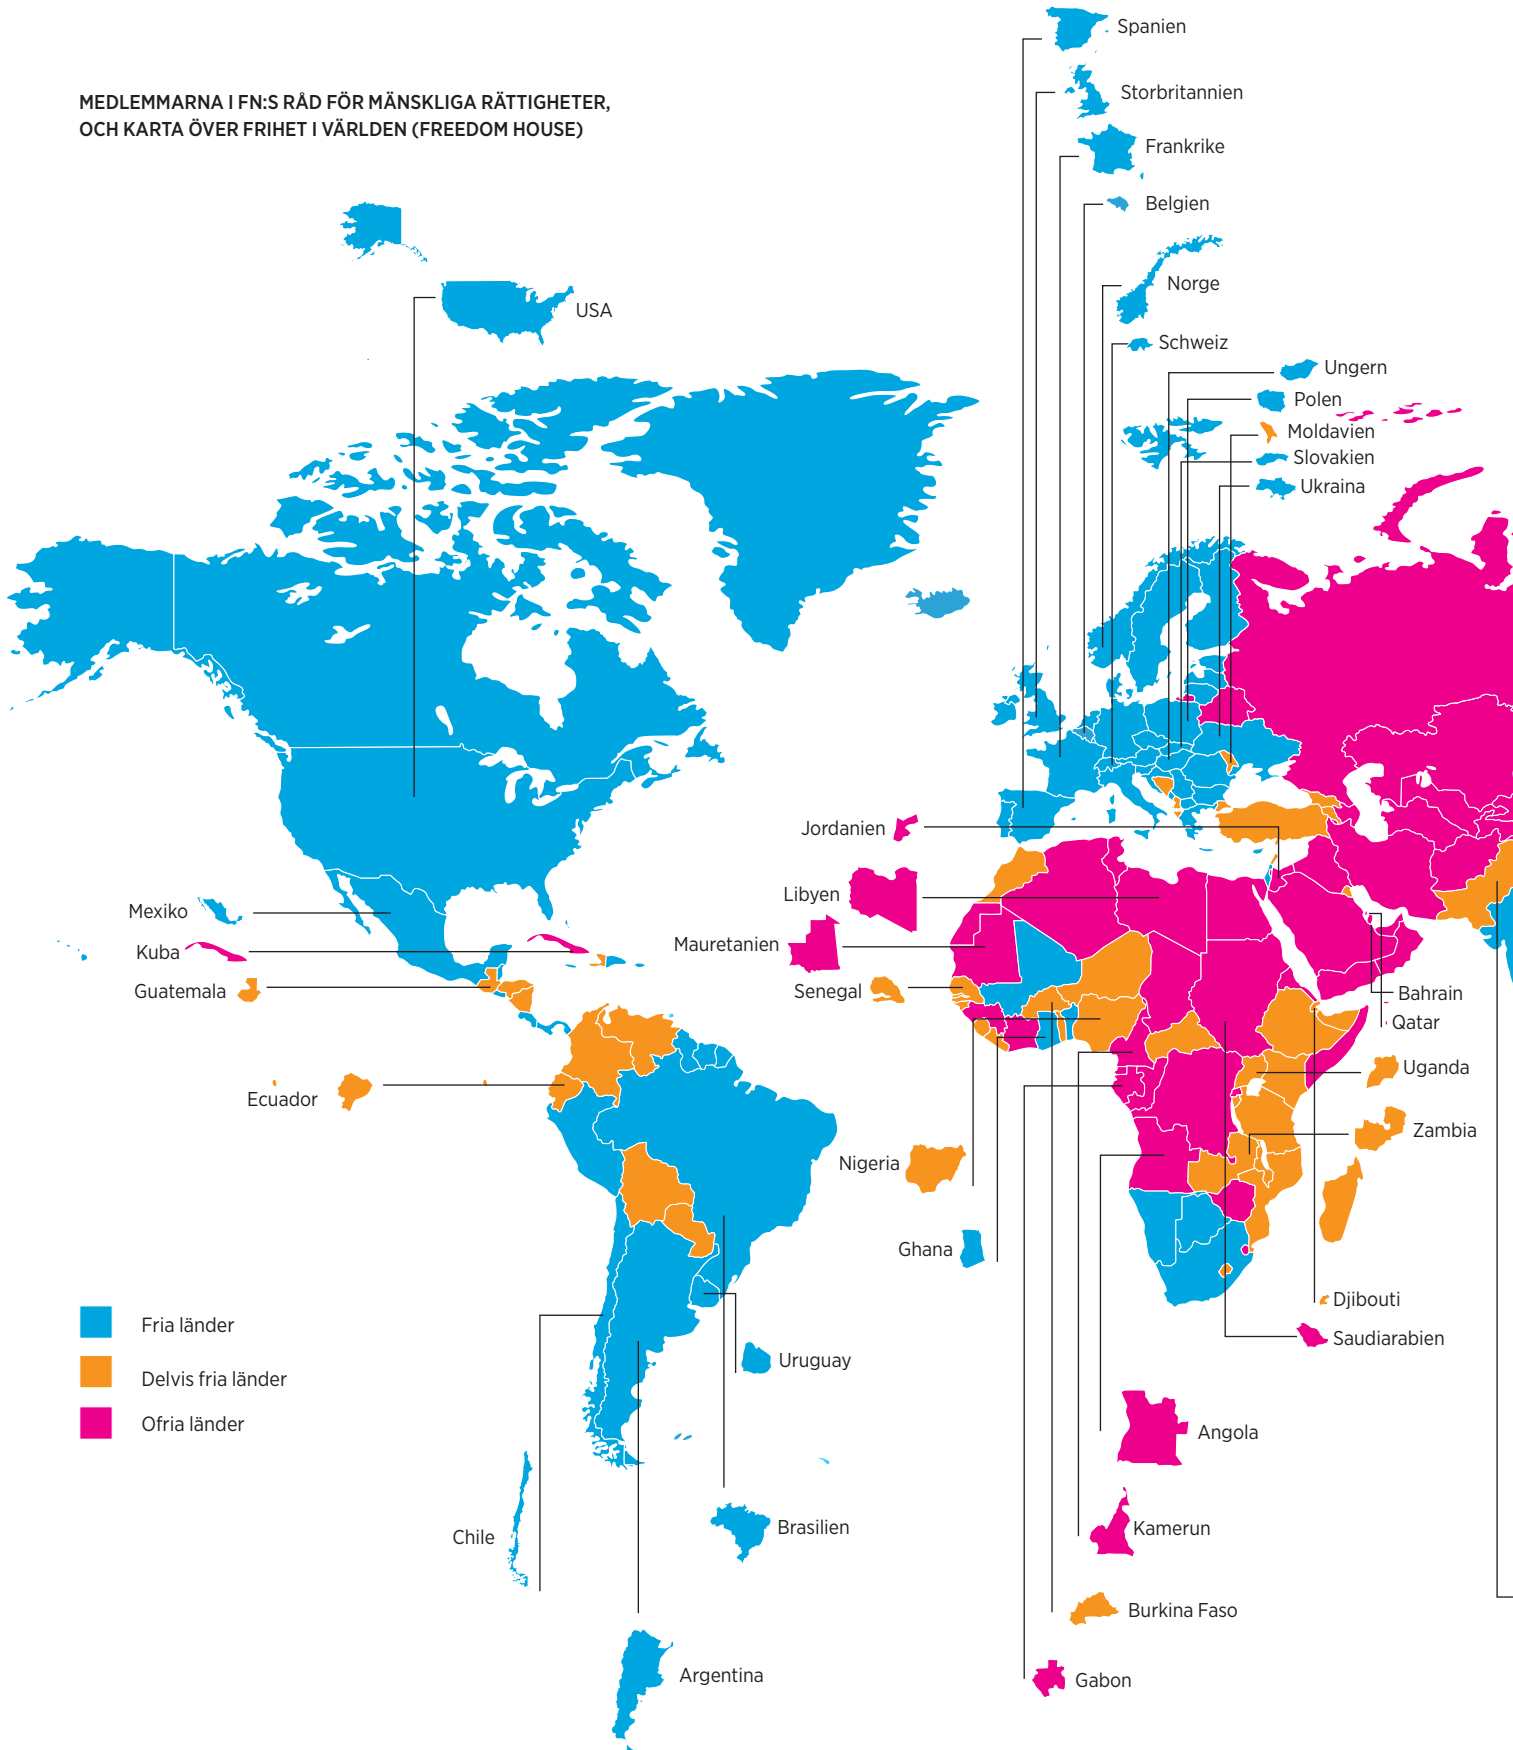 MEDLEMMARNA I FN:S RÅD FÖR MÄNSKLIGA RÄTTIGHETER,
OCH KARTA ÖVER FRIHET I VÄRLDEN (FREEDOM HOUSE)
Spanien
Storbritannien
Frankrike
Belgien
Norge
USA
Schweiz
Ungern
Polen
Moldavien
Slovakien
Ukraina
Jordanien
Libyen
Mexiko
Mauretanien
Kuba
Guatemala
Senegal
Bahrain
Qatar
Uganda
Ecuador
Zambia
Nigeria
Ghana
Djibouti
Saudiarabien
Fria länder
Delvis fria länder
Ofria länder
Uruguay
Angola
Brasilien
Kamerun
Chile
Burkina Faso
Argentina
Gabon